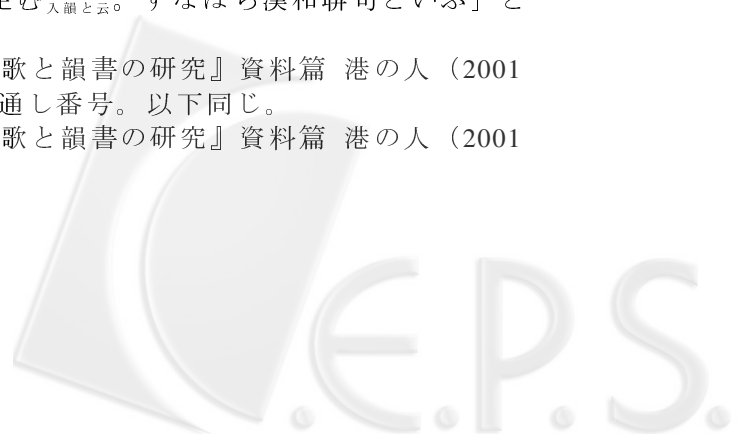 む入韻と云。すなはち漢和聯句といふ」と
歌と韻書の研究』資料篇 港の人（2001
通し番号。以下同じ。
歌と韻書の研究』資料篇 港の人（2001
C.E.P.S.